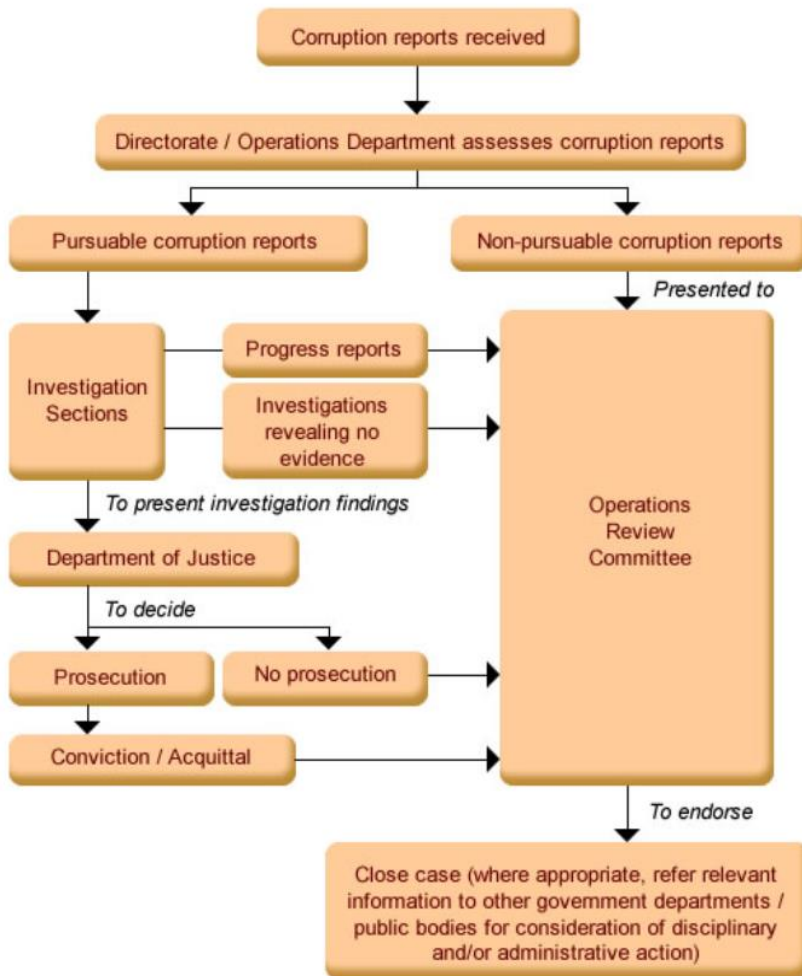 Corruption reports received
Directorate / Operations Department assesses corruption reports
Pursuable corruption reports
Non-pursuable corruption reports
Presented to
Investigation
Sections
Progress reports
Investigations
revealing no
evidence
Operations
Review
Committee
To present investigation findings
Department of Justice
To decide
Prosecution
No prosecution
Conviction / Acquittal
To endorse
Close case (where appropriate, refer relevant
information to other government departments /
public bodies for consideration of disciplinary
and/or administrative action)